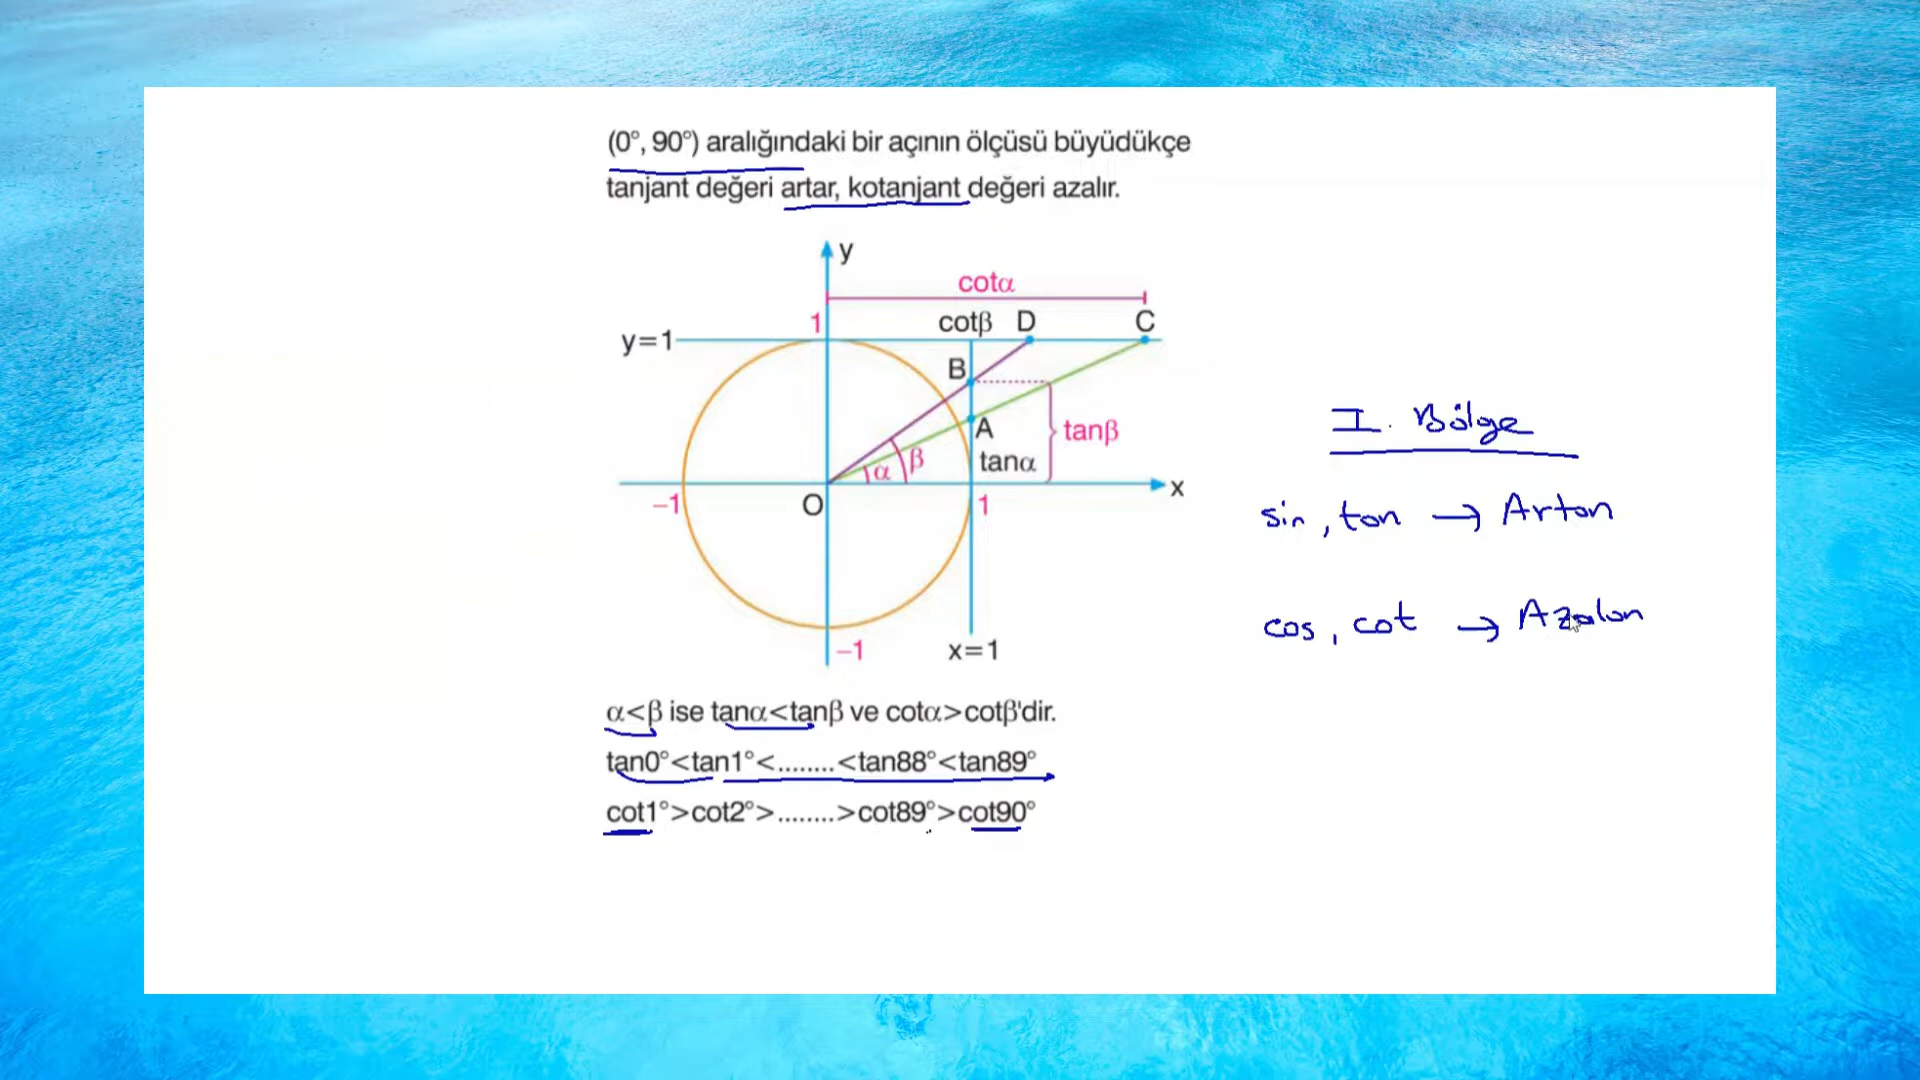 (0°, 90°) aralığındaki bir açının ölçüsü büyüdükçe
tanjant değeri artar, kotanjant değeri azalır.
y
cotα
1
cotβ D C
y=1
B
A
tanβ
α β
tanα
x
−1
O
1
−1
x=1
I. Bölge
sin, tan → Artan
cos, cot → Azalan
α<β ise tanα<tanβ ve cotα>cotβ'dir.
tan0°<tan1°<........<tan88°<tan89°
cot1°>cot2°>........>cot89°>cot90°